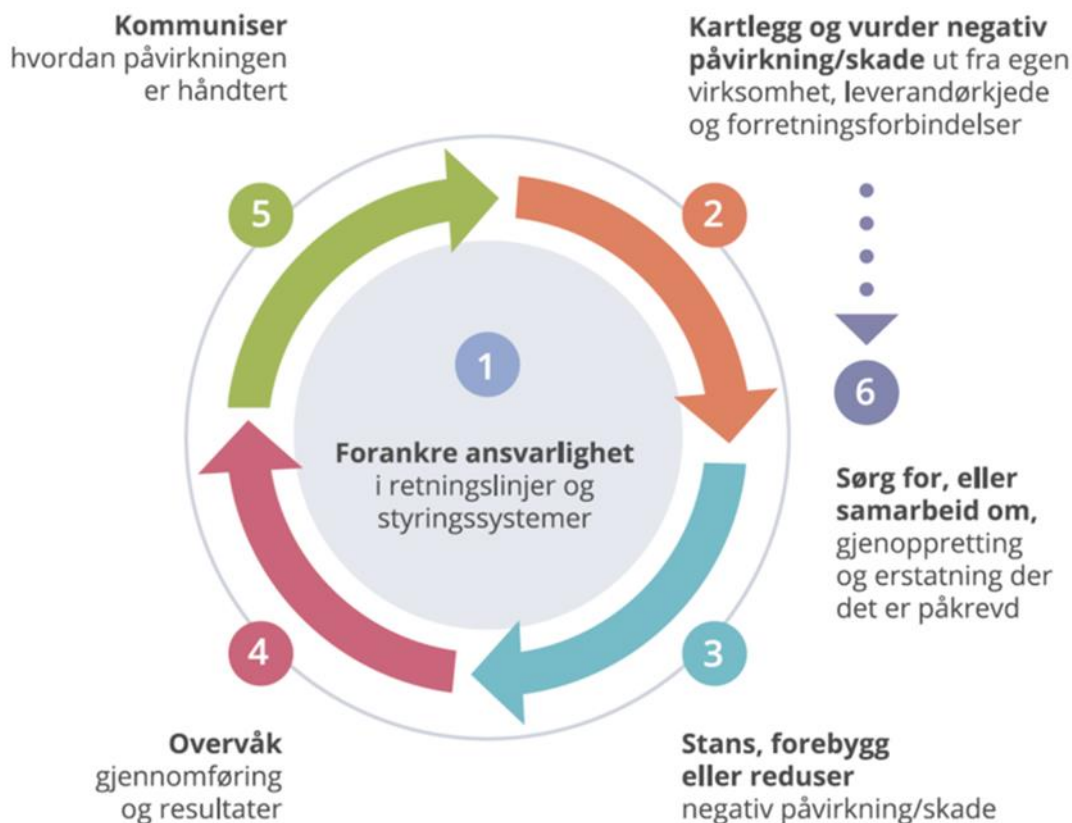 Kommuniser
hvordan påvirkningen
er håndtert
5
Kartlegg og vurder negativ
påvirkning/skade ut fra egen
virksomhet, leverandørkjede
og forretningsforbindelser
2
1
Forankre ansvarlighet
i retningslinjer og
styringssystemer
6
Sørg for, eller
samarbeid om,
gjenoppretting
og erstatning der
det er påkrevd
4
Overvåk
gjennomføring
og resultater
3
Stans, forebygg
eller reduser
negativ påvirkning/skade